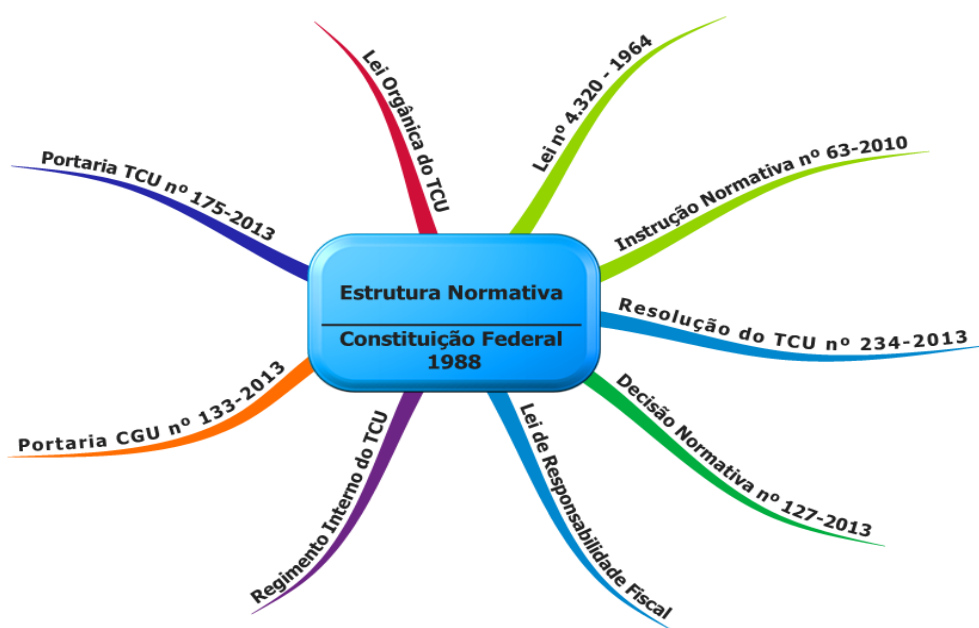 Estrutura Normativa
Constituição Federal
1988
Lei nº 4.320 - 1964
Instrução Normativa nº 63-2010
Resolução do TCU nº 234-2013
Decisão Normativa nº 127-2013
Lei de Responsabilidade Fiscal
Regimento Interno do TCU
Portaria CGU nº 133-2013
Portaria TCU nº 175-2013
Lei Orgânica do TCU